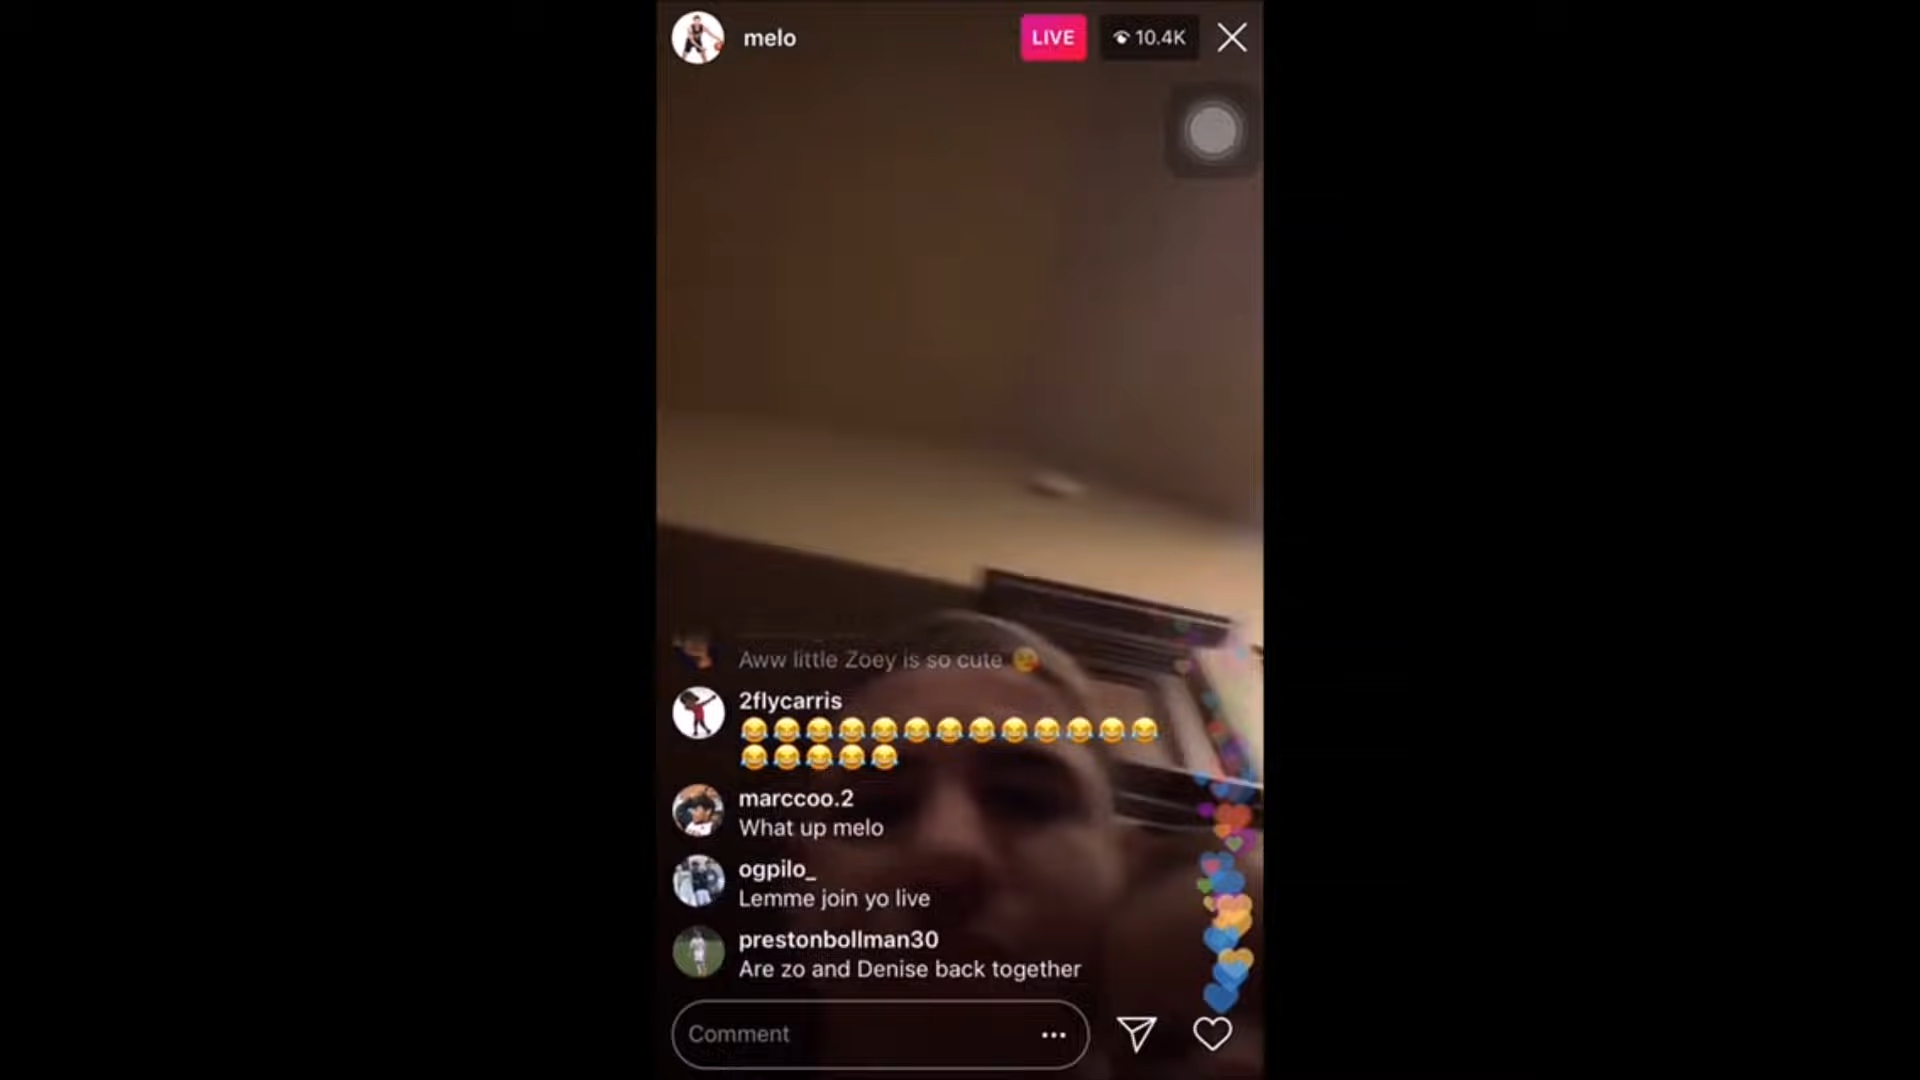 melo
LIVE
10.4K
Aww little Zoey is so cute 😘
2flycarris
😂😂😂😂😂😂😂😂😂😂😂😂😂
😂😂😂😂😂
marccoo.2
What up melo
ogpilo_
Lemme join yo live
prestonbollman30
Are zo and Denise back together
Comment